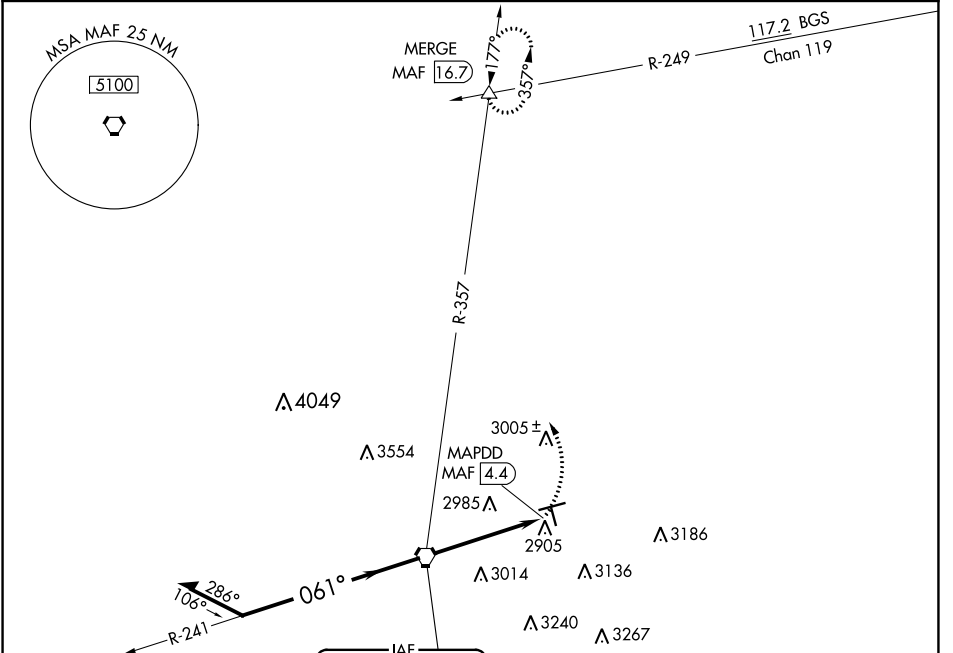 MSA MAF 25 NM
5100
MERGE
MAF 16.7
177°
357°
R-249
117.2 BGS
Chan 119
R-357
4049
3554
3005±
MAPDD
MAF 4.4
2985
2905
3186
3014
3136
061°
286°
106°
R-241
3240
3267
IAF